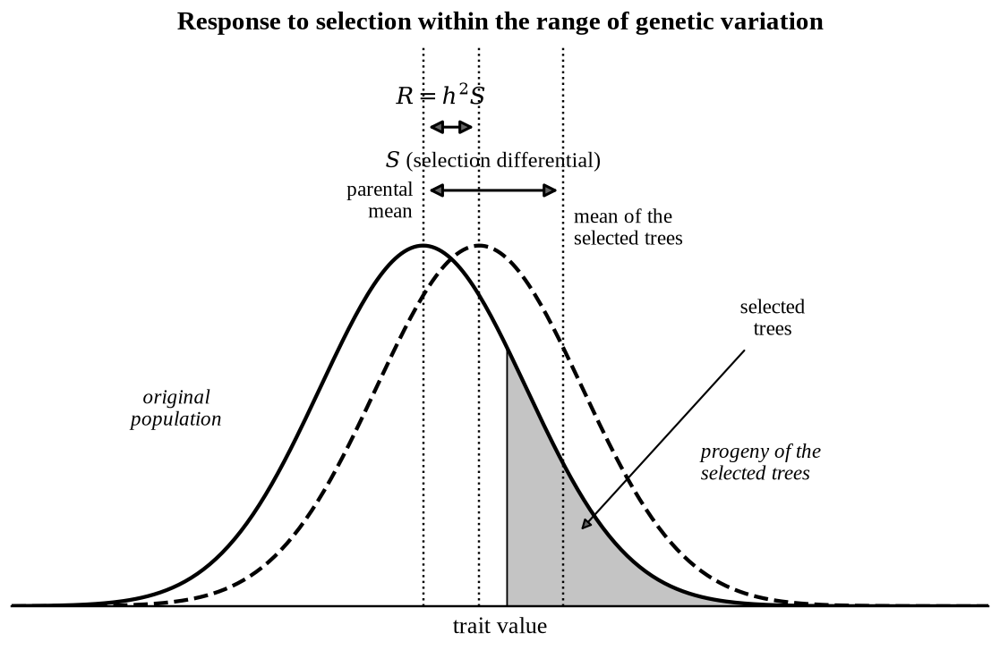 Response to selection within the range of genetic variation
R = h²S
S (selection differential)
parental
mean
mean of the
selected trees
selected
trees
original
population
progeny of the
selected trees
trait value